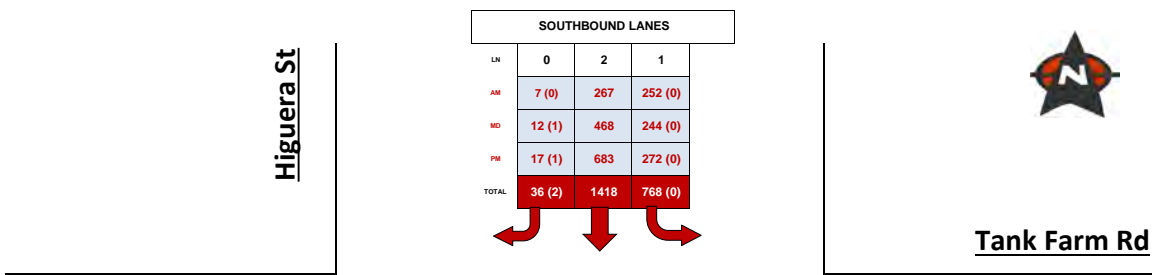 SOUTHBOUND LANES
LN 0 2 1
AM 7 (0) 267 252 (0)
MD 12 (1) 468 244 (0)
PM 17 (1) 683 272 (0)
TOTAL 36 (2) 1418 768 (0)
Higuera St
N
Tank Farm Rd